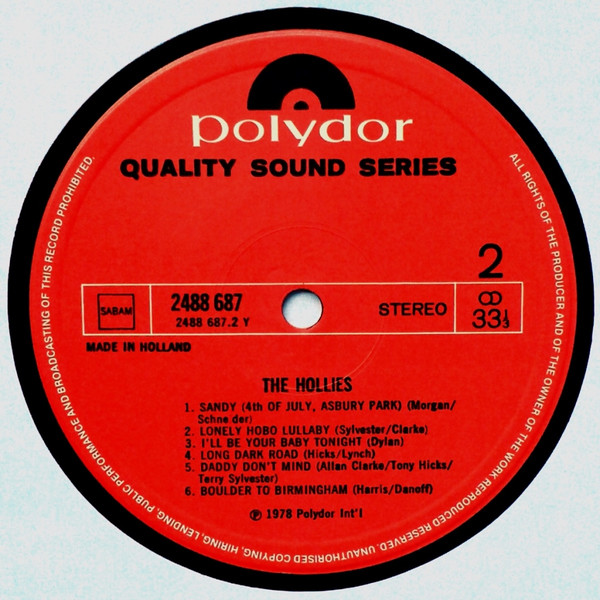 polydor
QUALITY SOUND SERIES
2
SABAM
2488 687
2488 687.2 Y
STEREO
33⅓
MADE IN HOLLAND
THE HOLLIES
1. SANDY (4th OF JULY, ASBURY PARK) (Morgan/
Schne der)
2. LONELY HOBO LULLABY (Sylvester/Clarke)
3. I'LL BE YOUR BABY TONIGHT (Dylan)
4. LONG DARK ROAD (Hicks/Lynch)
5. DADDY DON'T MIND (Allan Clarke/Tony Hicks/
Terry Sylvester)
6. BOULDER TO BIRMINGHAM (Harris/Danoff)
℗ 1978 Polydor Int'l
ALL RIGHTS OF THE PRODUCER AND OF THE OWNER OF THE WORK REPRODUCED RESERVED. UNAUTHORISED COPYING, HIRING, LENDING, PUBLIC PERFORMANCE AND BROADCASTING OF THIS RECORD PROHIBITED.